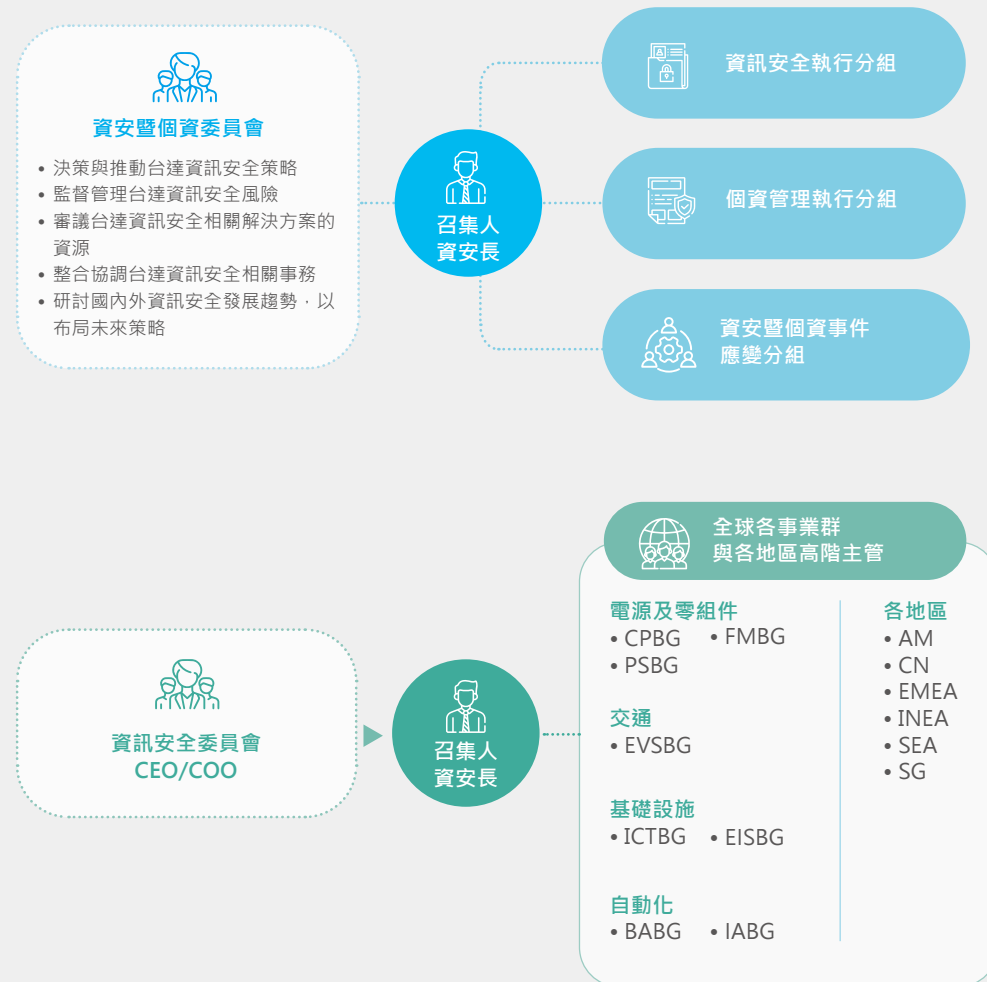 資安暨個資委員會
• 決策與推動台達資訊安全策略
• 監督管理台達資訊安全風險
• 審議台達資訊安全相關解決方案的
資源
• 整合協調台達資訊安全相關事務
• 研討國內外資訊安全發展趨勢，以
布局未來策略
召集人
資安長
資訊安全執行分組
個資管理執行分組
資安暨個資事件
應變分組
資訊安全委員會
CEO/COO
召集人
資安長
全球各事業群
與各地區高階主管
電源及零組件
• CPBG • FMBG
• PSBG
交通
• EVSBG
基礎設施
• ICTBG • EISBG
自動化
• BABG • IABG
各地區
• AM
• CN
• EMEA
• INEA
• SEA
• SG